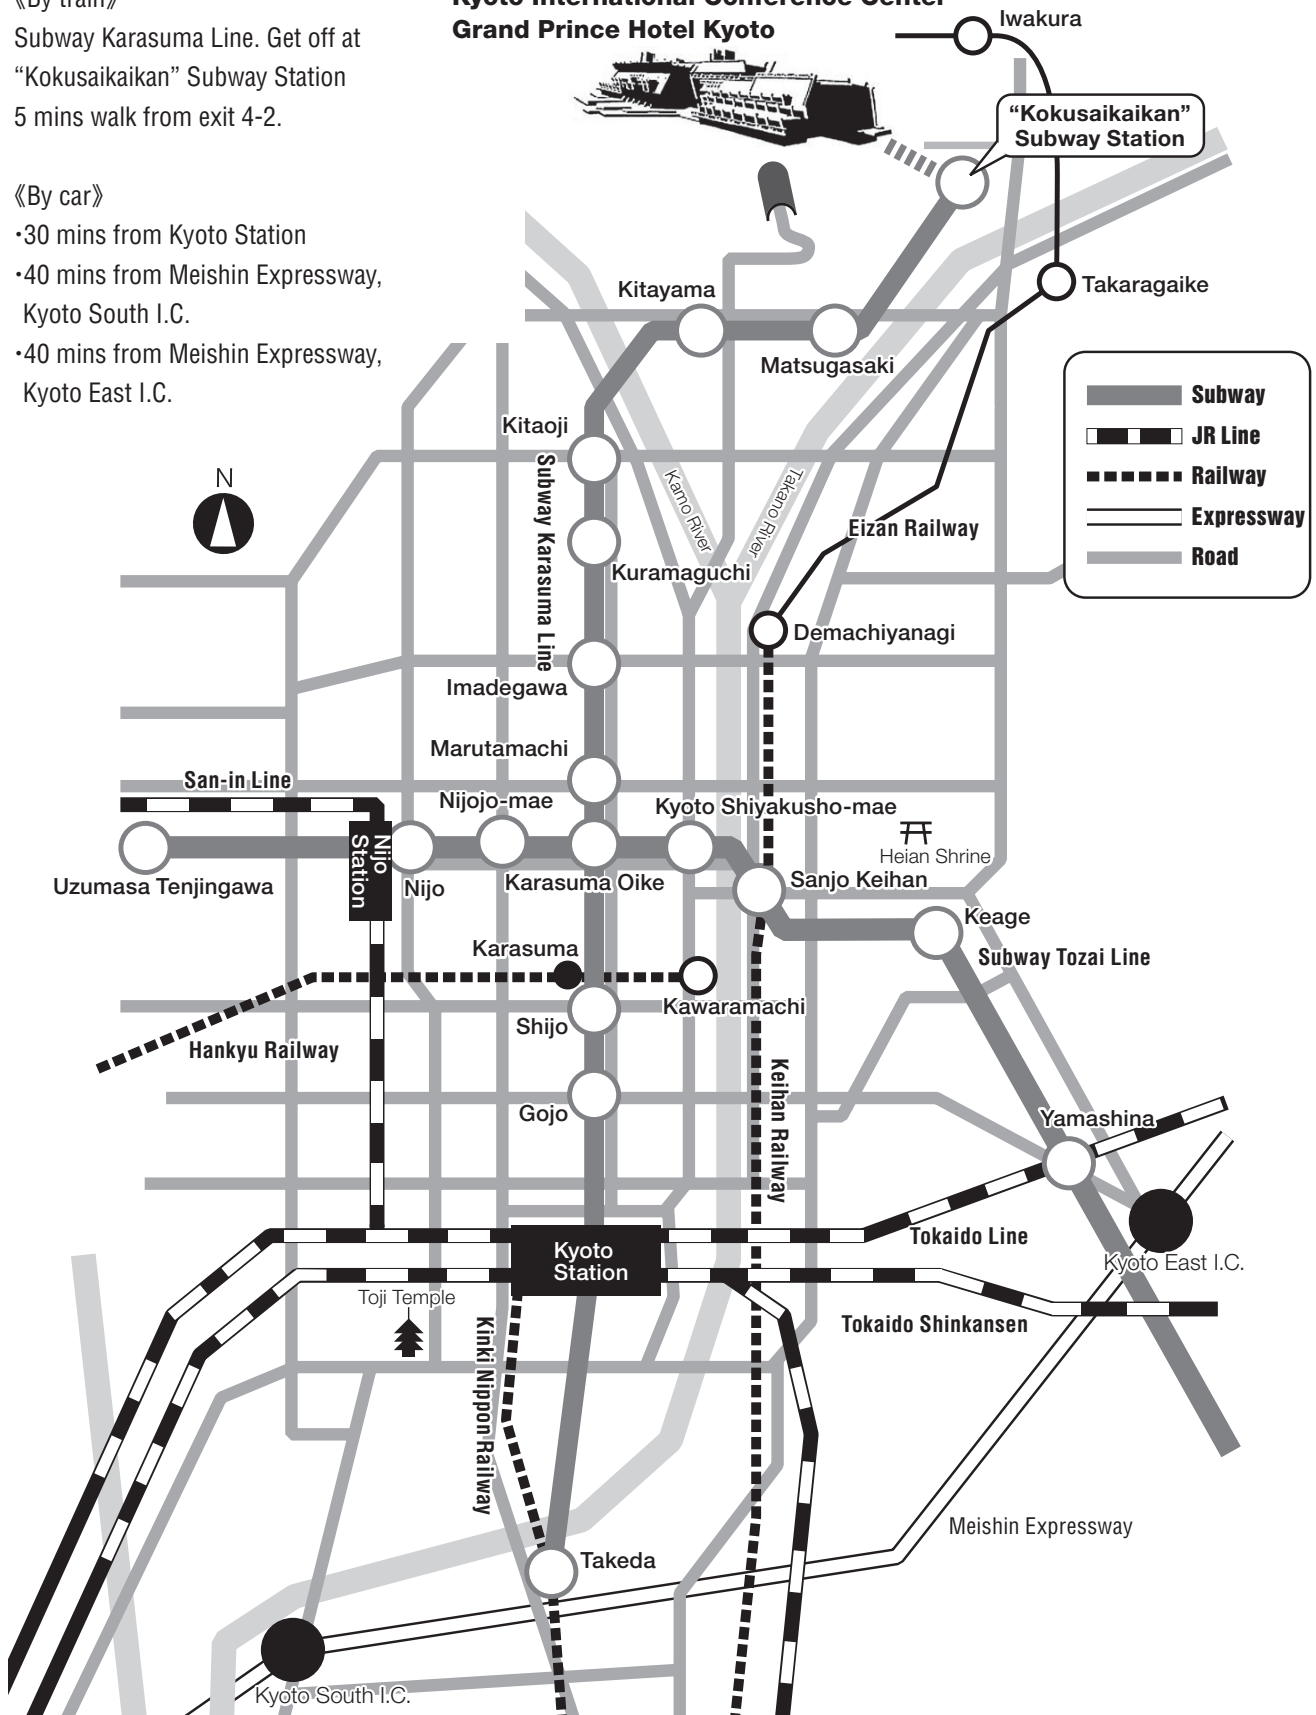 《By train》
Subway Karasuma Line. Get off at
“Kokusaikaikan” Subway Station
5 mins walk from exit 4-2.
《By car》
・30 mins from Kyoto Station
・40 mins from Meishin Expressway,
Kyoto South I.C.
・40 mins from Meishin Expressway,
Kyoto East I.C.
Kyoto International Conference Center
Grand Prince Hotel Kyoto
Iwakura
“Kokusaikaikan”
Subway Station
Takaragaike
Kitayama
Matsugasaki
Subway
JR Line
Railway
Expressway
Road
N
Kitaoji
Subway Karasuma Line
Kamo River
Takano River
Eizan Railway
Kuramaguchi
Demachiyanagi
Imadegawa
Marutamachi
San-in Line
Nijojo-mae
Kyoto Shiyakusho-mae
Heian Shrine
Nijo
Station
Uzumasa Tenjingawa
Nijo
Karasuma Oike
Sanjo Keihan
Keage
Subway Tozai Line
Karasuma
Kawaramachi
Shijo
Hankyu Railway
Keihan Railway
Gojo
Yamashina
Kyoto
Station
Tokaido Line
Kyoto East I.C.
Toji Temple
Tokaido Shinkansen
Kinki Nippon Railway
Meishin Expressway
Takeda
Kyoto South I.C.